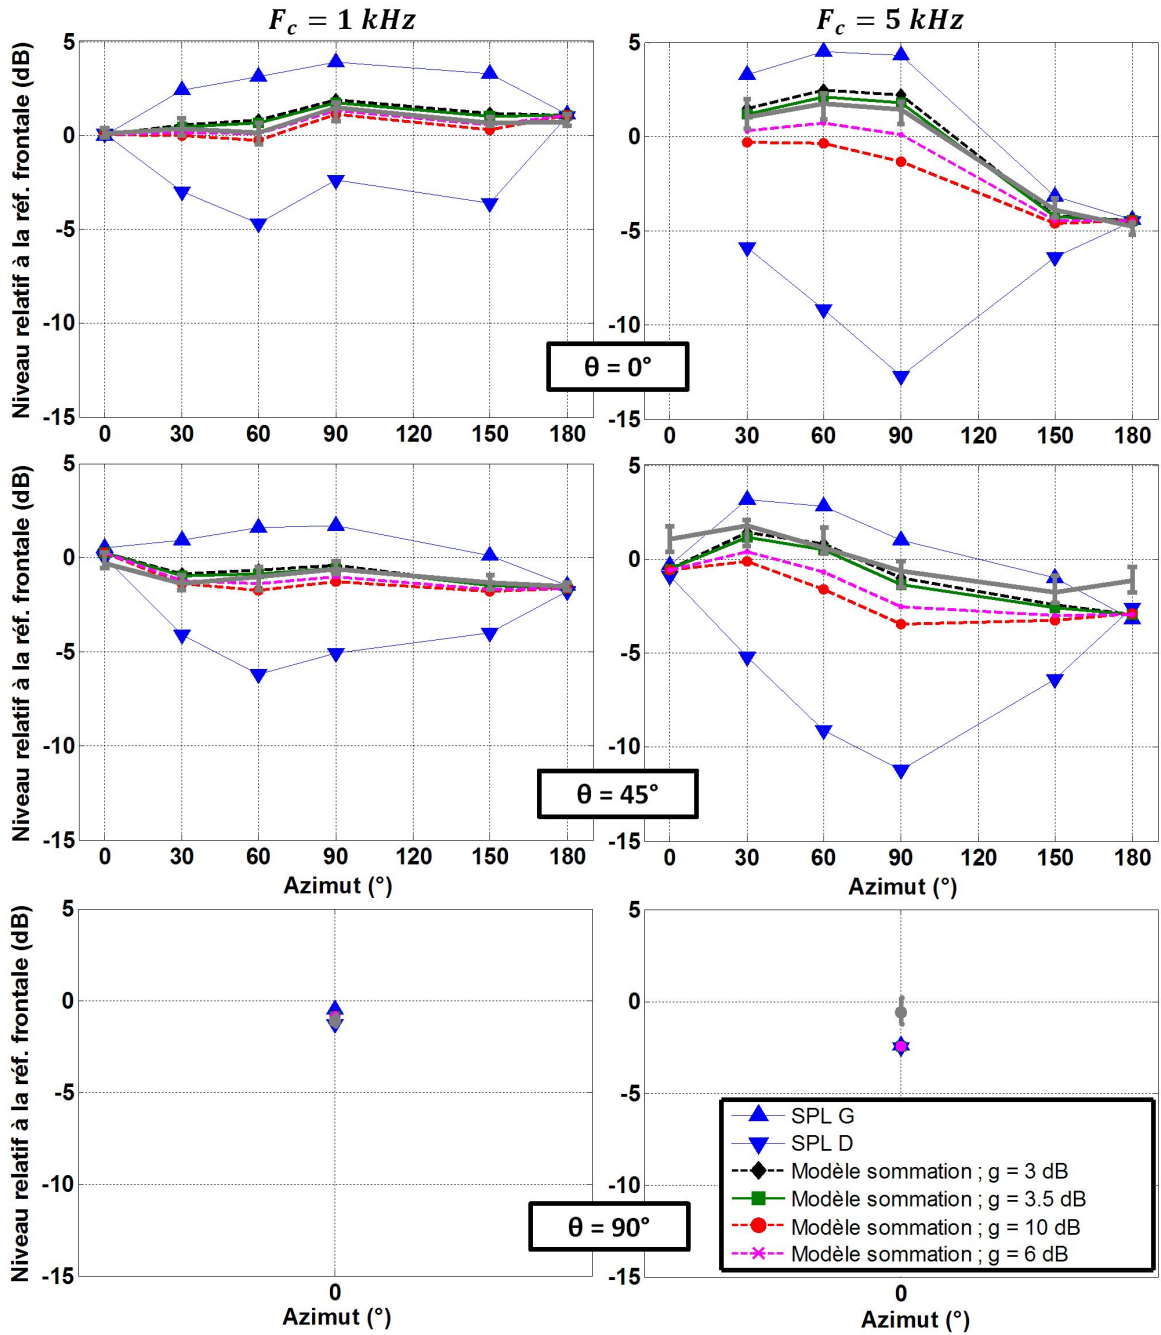 F_c = 1 kHz
F_c = 5 kHz
Niveau relatif à la réf. frontale (dB)
5
0
-5
-10
-15
0 30 60 90 120 150 180
5
0
-5
-10
-15
0 30 60 90 120 150 180
θ = 0°
Niveau relatif à la réf. frontale (dB)
5
0
-5
-10
-15
0 30 60 90 120 150 180
Azimut (°)
5
0
-5
-10
-15
0 30 60 90 120 150 180
Azimut (°)
θ = 45°
Niveau relatif à la réf. frontale (dB)
5
0
-5
-10
-15
0
Azimut (°)
5
0
-5
-10
-15
0
Azimut (°)
θ = 90°
SPL G
SPL D
Modèle sommation ; g = 3 dB
Modèle sommation ; g = 3.5 dB
Modèle sommation ; g = 10 dB
Modèle sommation ; g = 6 dB